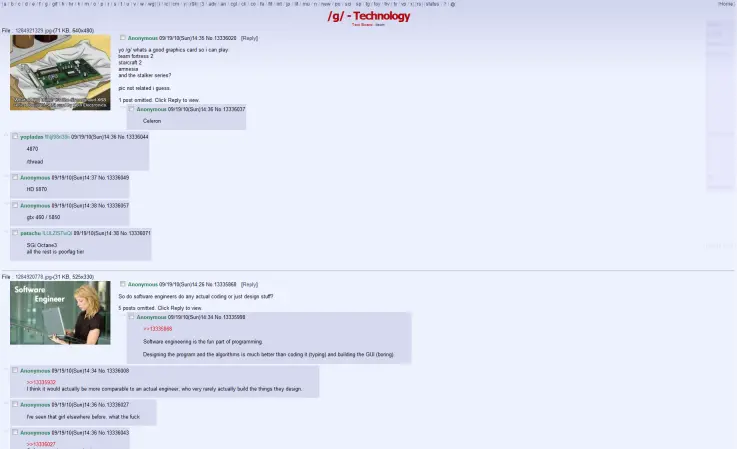 /g/ - Technology
File 1284921329.jpg-(71 KB, 640x480)
Anonymous 09/19/10(Sun)14:35 No.13336028 [Reply]
yo /g/ whats a good graphics card so i can play:
team fortress 2
starcraft 2
amnesia
and the stalker series?
pic not related i guess.
1 post omitted. Click Reply to view.
Anonymous 09/19/10(Sun)14:36 No.13336037
Celeron
09/19/10(Sun)14:36 No.13336044
4870
/thread
Anonymous 09/19/10(Sun)14:37 No.13336049
HD 5870
Anonymous 09/19/10(Sun)14:38 No.13336057
gtx 460 / 5850
09/19/10(Sun)14:38 No.13336071
SGi Octane3
all the rest is poorfag tier
File 1284920778.jpg-(31 KB, 525x330)
Software
Engineer
Anonymous 09/19/10(Sun)14:26 No.13335968 [Reply]
So do software engineers do any actual coding or just design stuff?
5 posts omitted. Click Reply to view.
Anonymous 09/19/10(Sun)14:34 No.13335998
>>13335968
Software engineering is the fun part of programming.
Designing the program and the algorithms is much better than coding it (typing) and building the GUI (boring).
Anonymous 09/19/10(Sun)14:34 No.13336008
>>13335932
I think it would actually be more comparable to an actual engineer, who very rarely actually build the things they design.
Anonymous 09/19/10(Sun)14:36 No.13336027
I've seen that girl elsewhere before, what the fuck
Anonymous 09/19/10(Sun)14:36 No.13336043
>>13336027